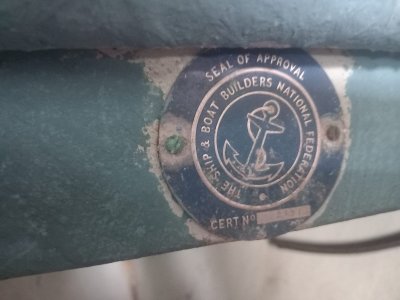 SEAL OF APPROVAL
THE SHIP & BOAT BUILDERS NATIONAL FEDERATION
CERT. No